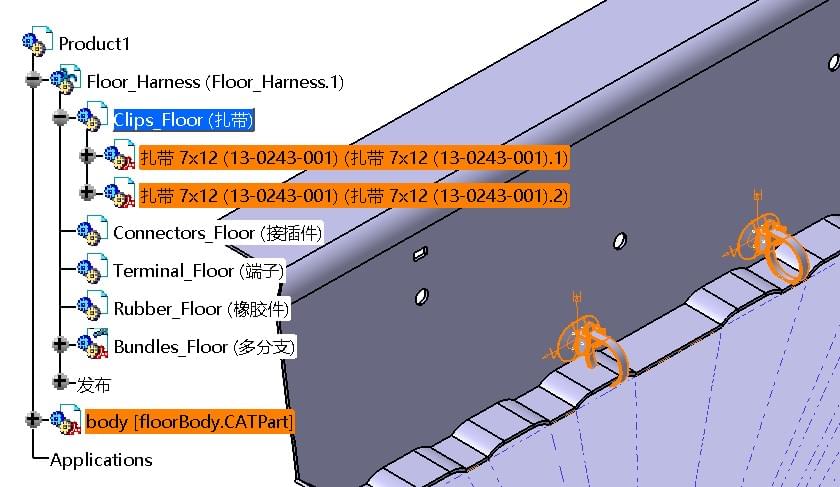 Product1
Floor_Harness (Floor_Harness.1)
Clips_Floor (扎带)
扎带 7x12 (13-0243-001) (扎带 7x12 (13-0243-001).1)
扎带 7x12 (13-0243-001) (扎带 7x12 (13-0243-001).2)
Connectors_Floor (接插件)
Terminal_Floor (端子)
Rubber_Floor (橡胶件)
Bundles_Floor (多分支)
发布
body [floorBody.CATPart]
Applications